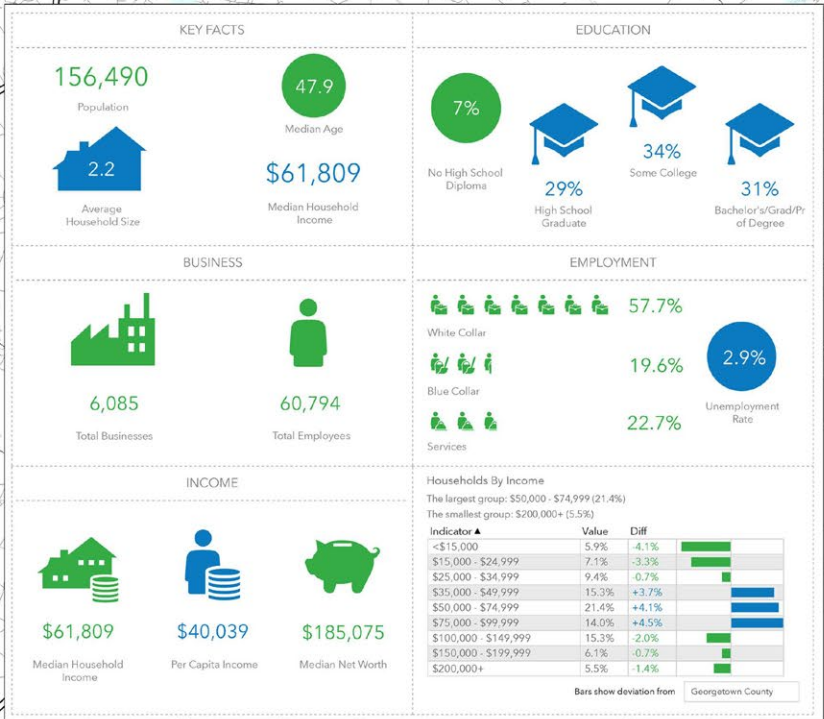 KEY FACTS
156,490
Population
47.9
Median Age
2.2
Average
Household Size
$61,809
Median Household
Income
EDUCATION
7%
No High School
Diploma
29%
High School
Graduate
34%
Some College
31%
Bachelor's/Grad/Pr
of Degree
BUSINESS
6,085
Total Businesses
60,794
Total Employees
EMPLOYMENT
57.7%
White Collar
19.6%
Blue Collar
22.7%
Services
2.9%
Unemployment
Rate
INCOME
$61,809
Median Household
Income
$40,039
Per Capita Income
$185,075
Median Net Worth
Households By Income
The largest group: $50,000 - $74,999 (21.4%)
The smallest group: $200,000+ (5.5%)
Indicator▲ Value Diff
<$15,000 5.9% -4.1%
$15,000 - $24,999 7.1% -3.3%
$25,000 - $34,999 9.4% -0.7%
$35,000 - $49,999 15.3% +3.7%
$50,000 - $74,999 21.4% +4.1%
$75,000 - $99,999 14.0% +4.5%
$100,000 - $149,999 15.3% -2.0%
$150,000 - $199,999 6.1% -0.7%
$200,000+ 5.5% -1.4%
Bars show deviation from Georgetown County